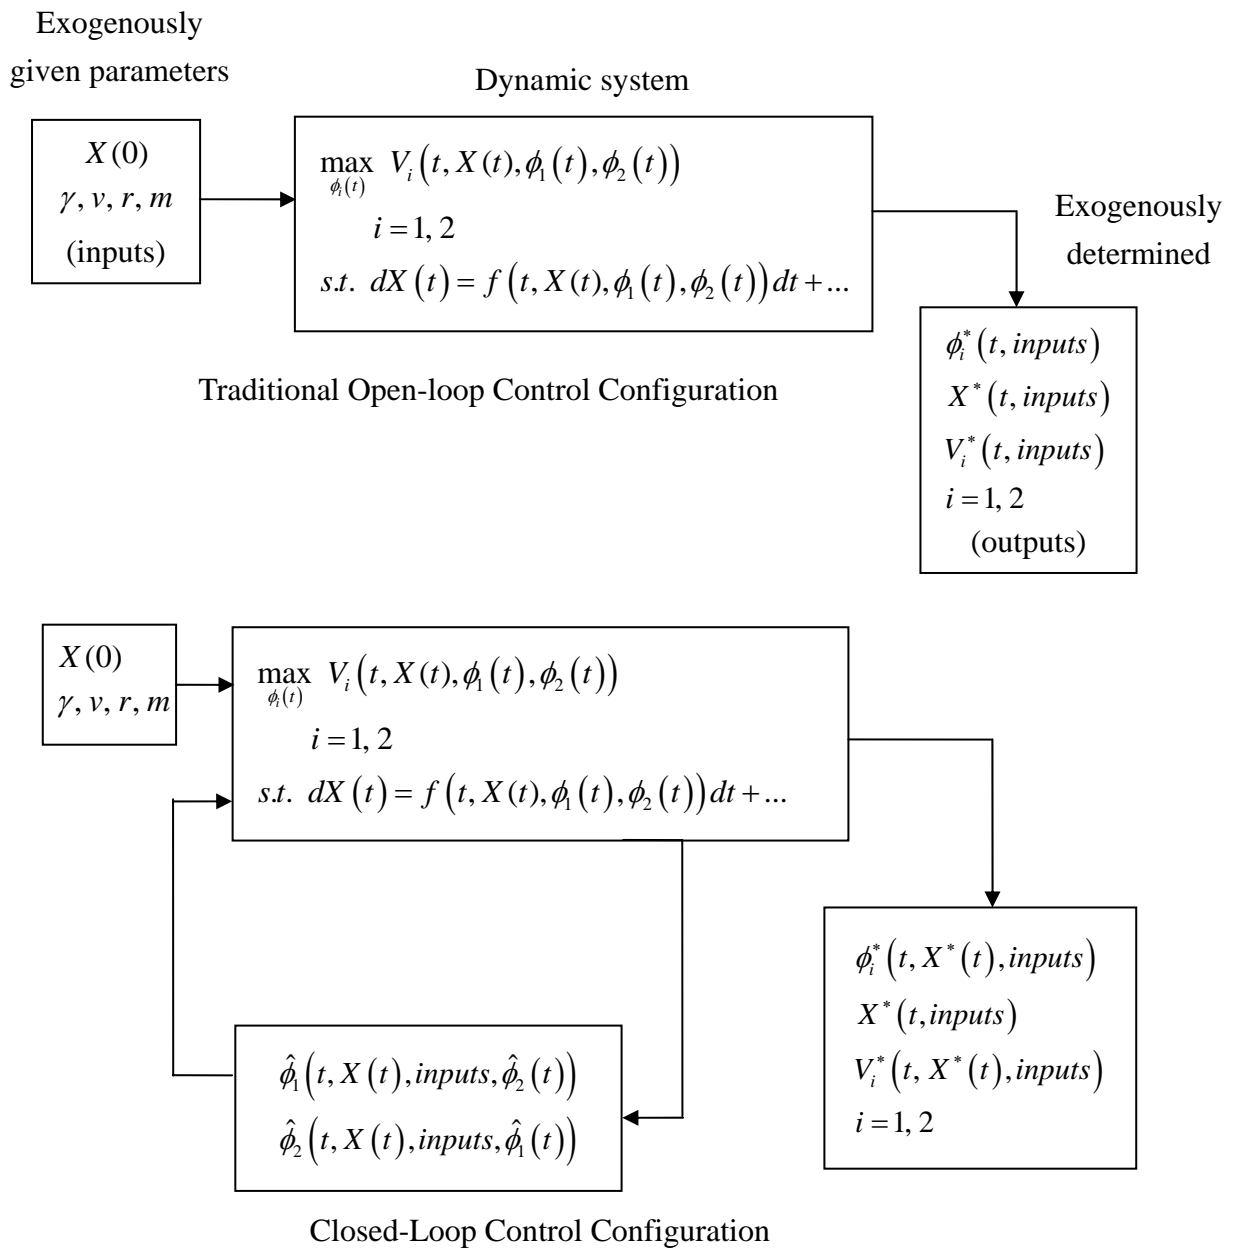 Exogenously
given parameters
Dynamic system
X(0)
γ, v, r, m
(inputs)
max V_i(t, X(t), ϕ_1(t), ϕ_2(t))
ϕ_i(t)
i = 1, 2
s.t. dX(t) = f(t, X(t), ϕ_1(t), ϕ_2(t))dt + ...
Exogenously
determined
Traditional Open-loop Control Configuration
ϕ_i^*(t, inputs)
X^*(t, inputs)
V_i^*(t, inputs)
i = 1, 2
(outputs)
X(0)
γ, v, r, m
max V_i(t, X(t), ϕ_1(t), ϕ_2(t))
ϕ_i(t)
i = 1, 2
s.t. dX(t) = f(t, X(t), ϕ_1(t), ϕ_2(t))dt + ...
ϕ_i^*(t, X^*(t), inputs)
X^*(t, inputs)
V_i^*(t, X^*(t), inputs)
i = 1, 2
ϕ̂_1(t, X(t), inputs, ϕ̂_2(t))
ϕ̂_2(t, X(t), inputs, ϕ̂_1(t))
Closed-Loop Control Configuration